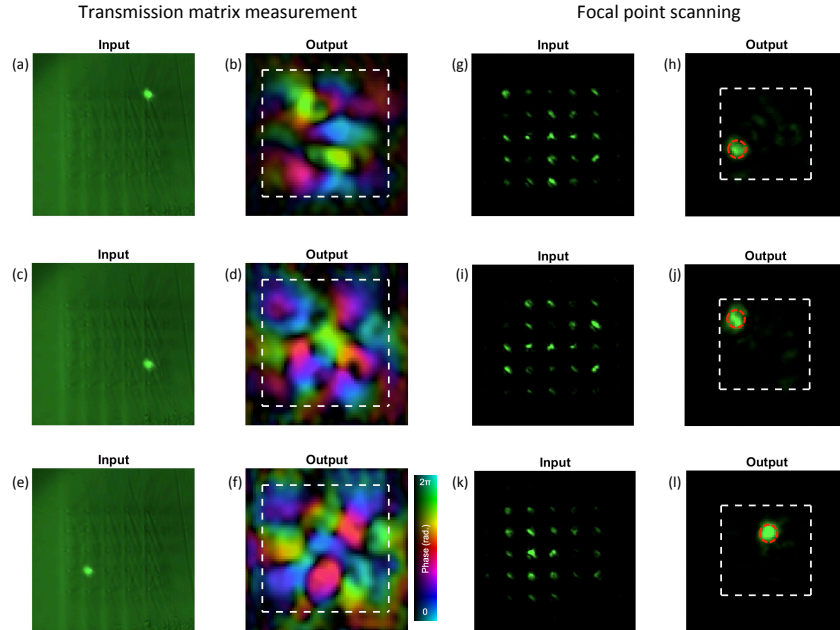 Transmission matrix measurement Focal point scanning
Input Output Input Output
(a) (b) (g) (h)
Input Output Input Output
(c) (d) (i) (j)
Input Output Input Output
(e) (f) (k) (l)
2π
Phase (rad.)
0